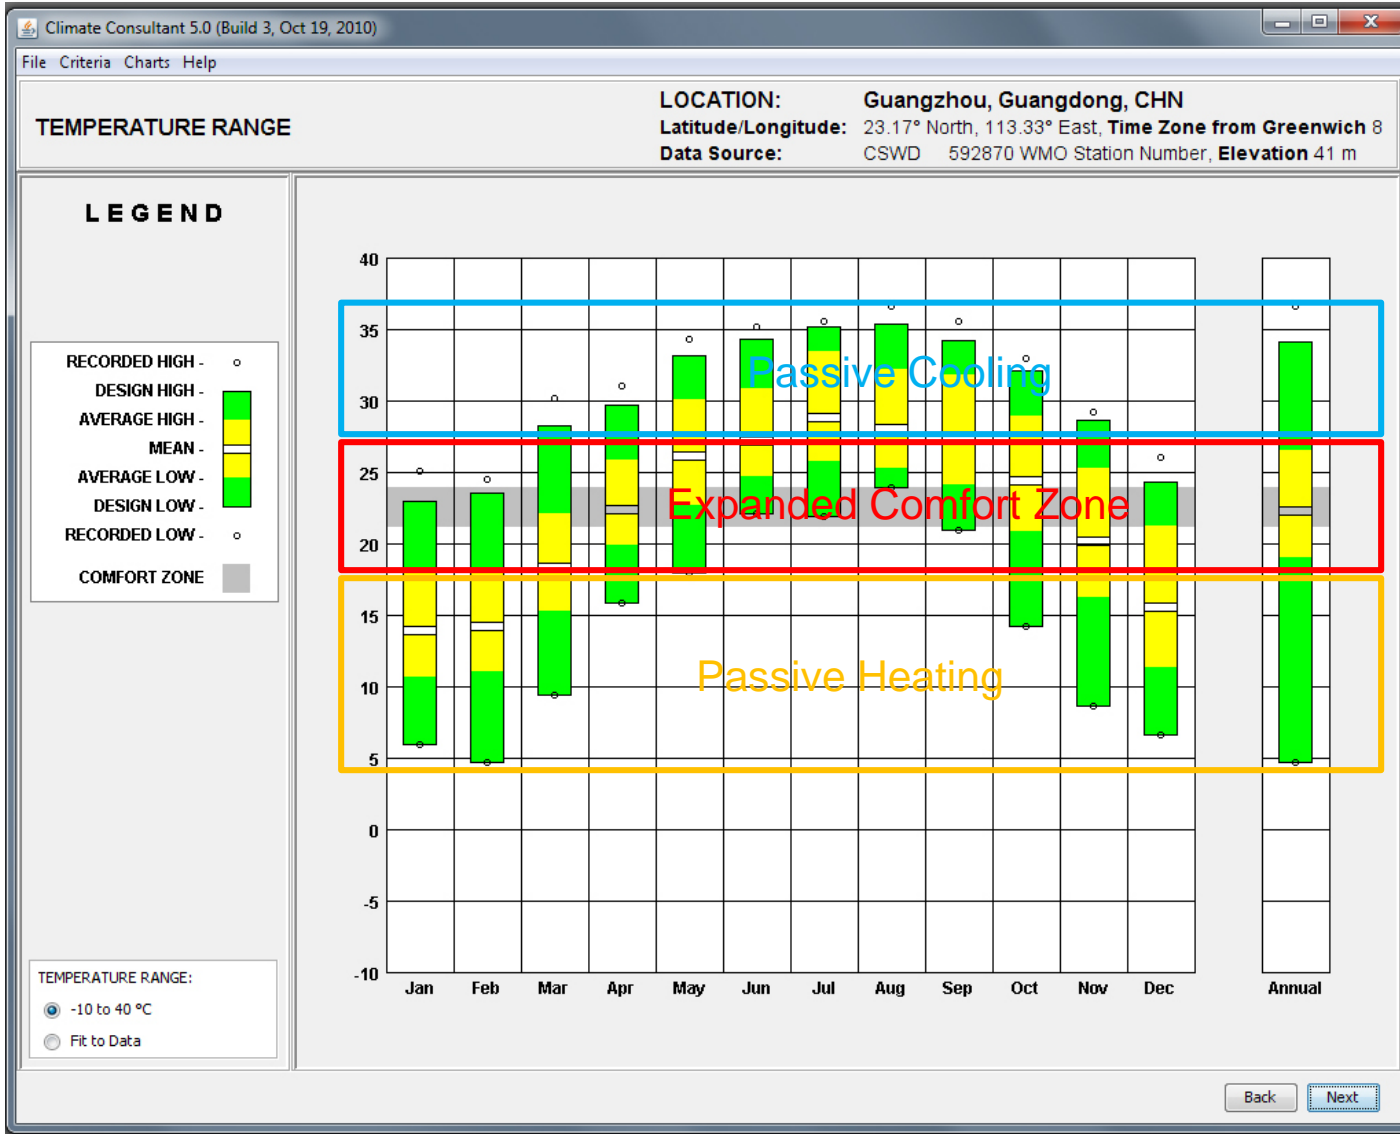 Climate Consultant 5.0 (Build 3, Oct 19, 2010)
File Criteria Charts Help
TEMPERATURE RANGE
LOCATION: Guangzhou, Guangdong, CHN
Latitude/Longitude: 23.17° North, 113.33° East, Time Zone from Greenwich 8
Data Source: CSWD 592870 WMO Station Number, Elevation 41 m
LEGEND
RECORDED HIGH -
DESIGN HIGH -
AVERAGE HIGH -
MEAN -
AVERAGE LOW -
DESIGN LOW -
RECORDED LOW -
COMFORT ZONE
TEMPERATURE RANGE:
-10 to 40 °C
Fit to Data
40
35
30
25
20
15
10
5
0
-5
-10
Passive Cooling
Expanded Comfort Zone
Passive Heating
Jan Feb Mar Apr May Jun Jul Aug Sep Oct Nov Dec Annual
Back Next